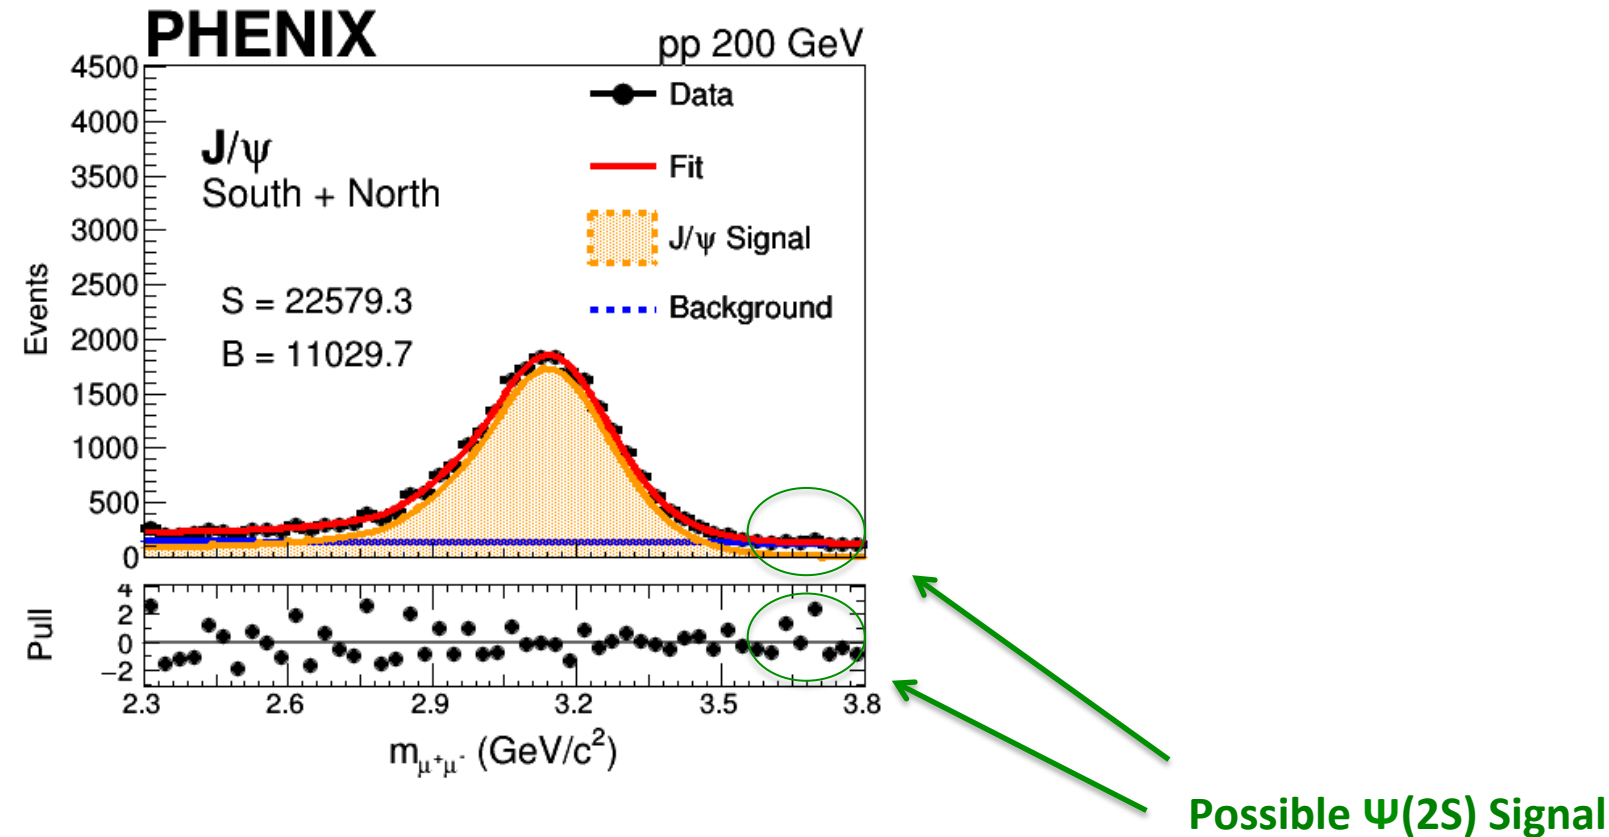 PHENIX
pp 200 GeV
4500
4000
3500
3000
2500
2000
1500
1000
500
0
Events
J/ψ
South + North
S = 22579.3
B = 11029.7
Data
Fit
J/ψ Signal
Background
4
2
0
−2
Pull
2.3 2.6 2.9 3.2 3.5 3.8
mμ+μ- (GeV/c²)
Possible Ψ(2S) Signal